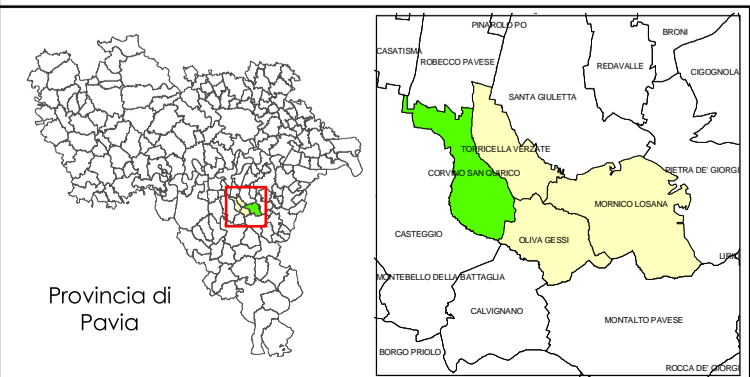 Provincia di
Pavia
PINAROLO PO
BRONI
CASATISMA
ROBECCO PAVESE
REDAVALLE
CIGOGNOLA
SANTA GIULETTA
TORRICELLA VERZATE
CORVINO SAN QUIRICO
PIETRA DE' GIORGI
MORNICO LOSANA
CASTEGGIO
OLIVA GESSI
LIRI
MONTEBELLO DELLA BATTAGLIA
CALVIGNANO
MONTALTO PAVESE
BORGO PRIOLO
ROCCA DE' GIORGI